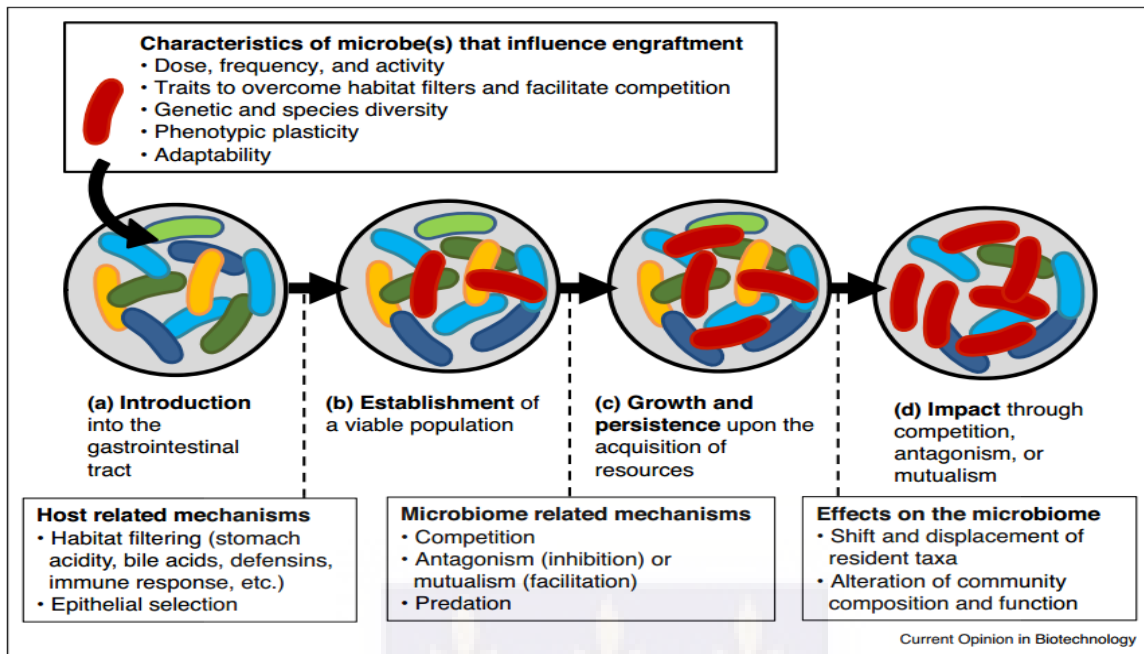 Characteristics of microbe(s) that influence engraftment
• Dose, frequency, and activity
• Traits to overcome habitat filters and facilitate competition
• Genetic and species diversity
• Phenotypic plasticity
• Adaptability
(a) Introduction
into the
gastrointestinal
tract
(b) Establishment of
a viable population
(c) Growth and
persistence upon the
acquisition of
resources
(d) Impact through
competition,
antagonism, or
mutualism
Host related mechanisms
• Habitat filtering (stomach
acidity, bile acids, defensins,
immune response, etc.)
• Epithelial selection
Microbiome related mechanisms
• Competition
• Antagonism (inhibition) or
mutualism (facilitation)
• Predation
Effects on the microbiome
• Shift and displacement of
resident taxa
• Alteration of community
composition and function
Current Opinion in Biotechnology